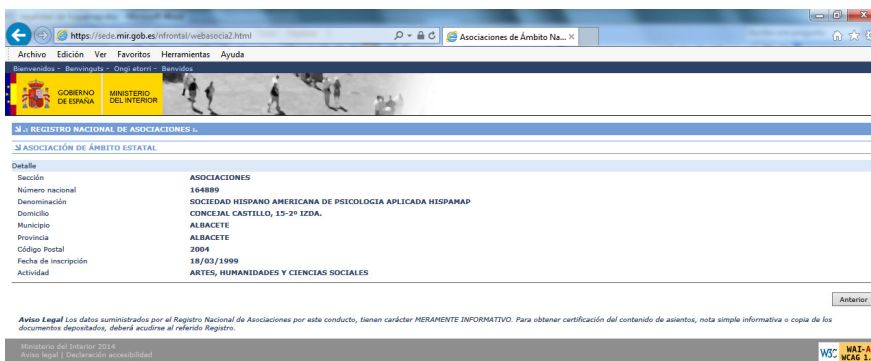 https://sede.mir.gob.es/nfrontal/webasocia2.html
Asociaciones de Ámbito Na...
Archivo Edición Ver Favoritos Herramientas Ayuda
Bienvenidos - Benvinguts - Ongi etorri - Benvidos
GOBIERNO DE ESPAÑA
MINISTERIO DEL INTERIOR
.: REGISTRO NACIONAL DE ASOCIACIONES :.
ASOCIACIÓN DE ÁMBITO ESTATAL
Detalle
Sección ASOCIACIONES
Número nacional 164889
Denominación SOCIEDAD HISPANO AMERICANA DE PSICOLOGIA APLICADA HISPAMAP
Domicilio CONCEJAL CASTILLO, 15-2º IZDA.
Municipio ALBACETE
Provincia ALBACETE
Código Postal 2004
Fecha de inscripción 18/03/1999
Actividad ARTES, HUMANIDADES Y CIENCIAS SOCIALES
Anterior
Aviso Legal Los datos suministrados por el Registro Nacional de Asociaciones por este conducto, tienen carácter MERAMENTE INFORMATIVO. Para obtener certificación del contenido de asientos, nota simple informativa o copia de los
documentos depositados, deberá acudirse al referido Registro.
Ministerio del Interior 2014
Aviso legal | Declaración accesibilidad
W3C WAI-A
WCAG 1.